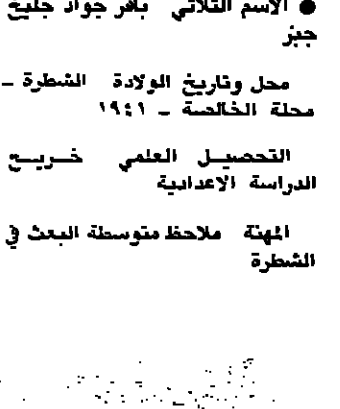 ● الاسم الثلاثي باقر جواد جليخ
جبر
محل وتاريخ الولادة الشطرة -
محلة الخالصة - ١٩٤١
التحصيل العلمي خريج
الدراسة الاعدادية
المهنة ملاحظ متوسطة البعث في
الشطرة